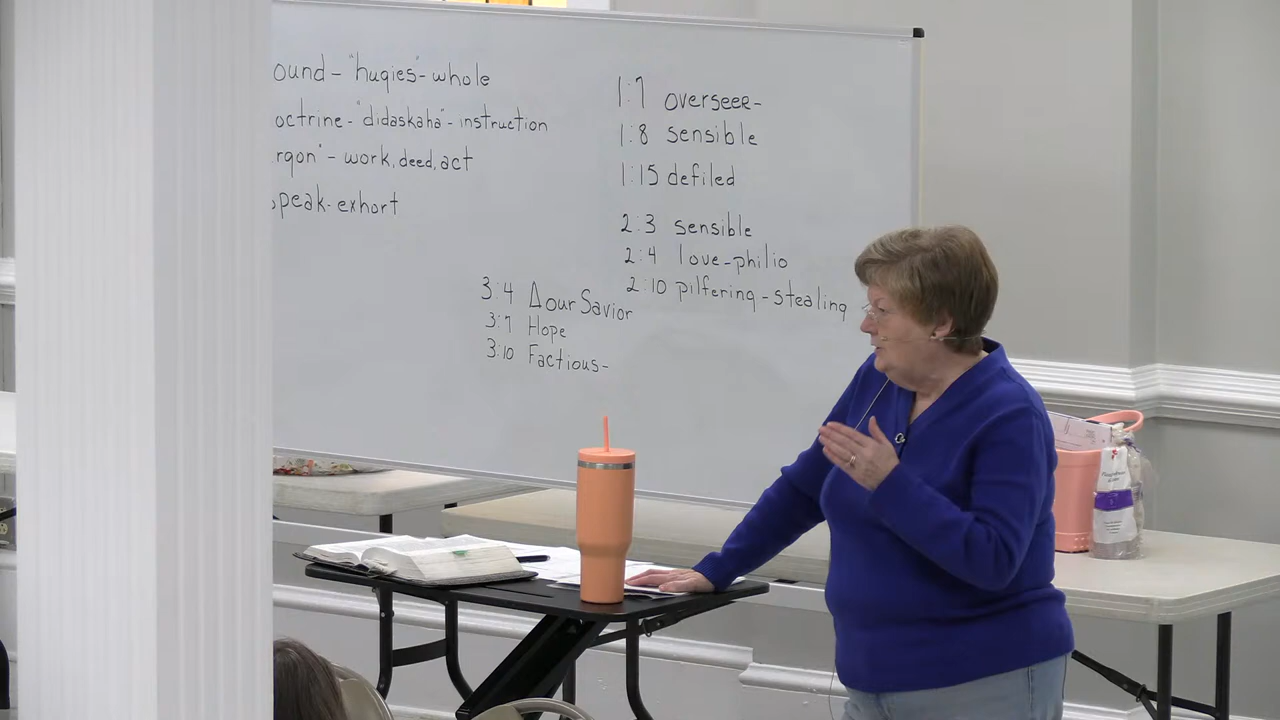 ound - "hugies" - whole
octrine - "didaskaha" - instruction
rgon" - work, deed, act
peak - exhort
1:7 overseer-
1:8 sensible
1:15 defiled
2:3 sensible
2:4 love-philio
2:10 pilfering - stealing
3:4 Δ our Savior
3:7 Hope
3:10 Factious-